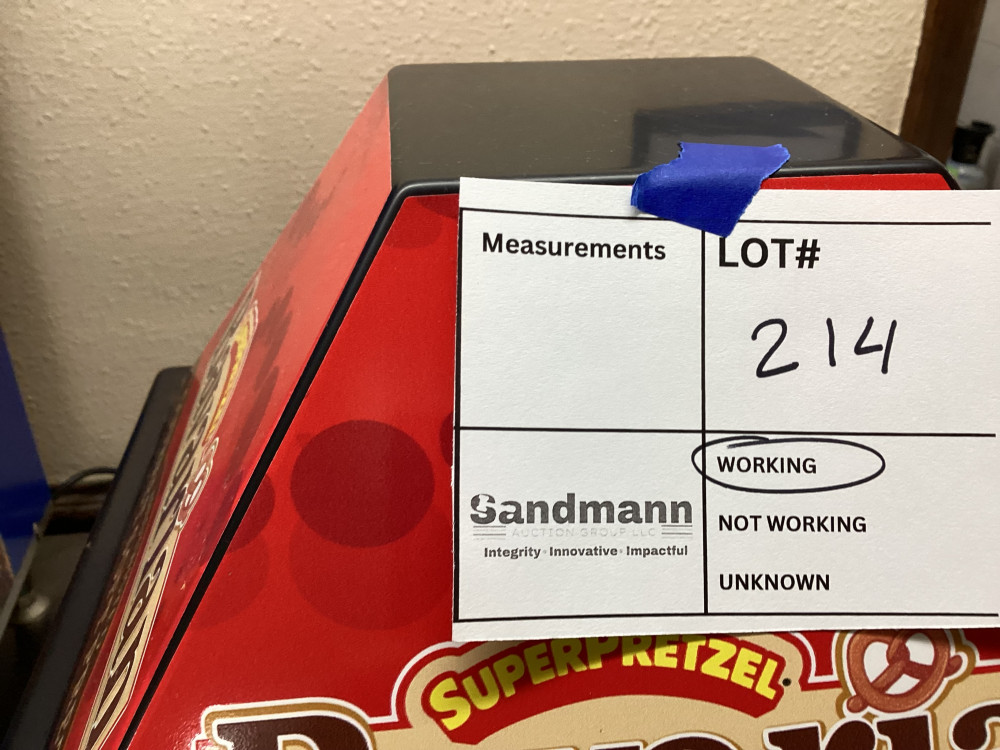 Measurements
LOT#
214
WORKING
NOT WORKING
UNKNOWN
Sandmann
AUCTION GROUP LLC
Integrity · Innovative · Impactful
SUPERPRETZEL